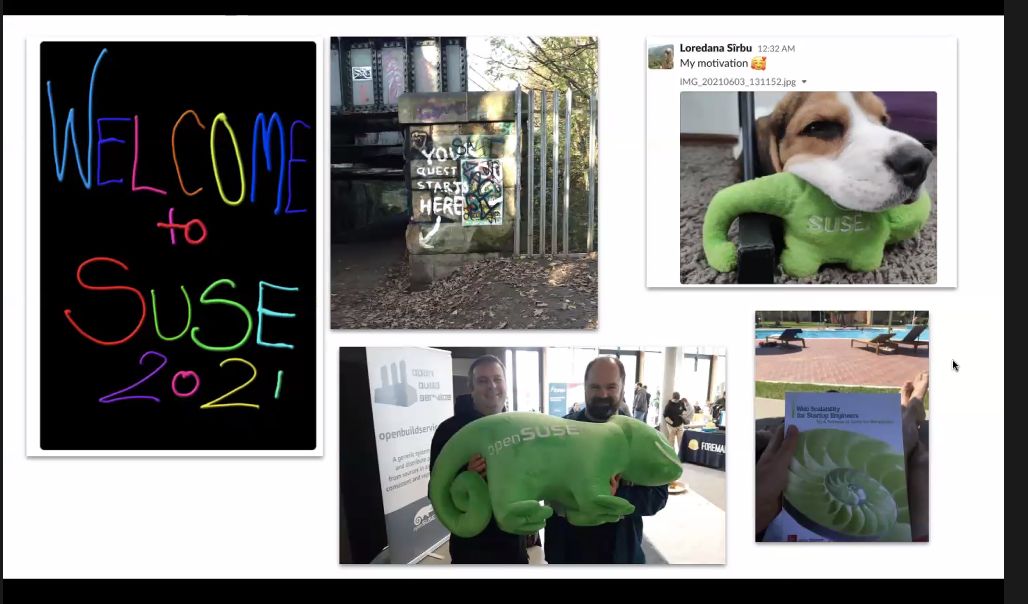 WELCOME
to
SUSE
2021
YOUR
QUEST
STARTS
HERE
Loredana Sîrbu 12:32 AM
My motivation 🥰
IMG_20210603_131152.jpg
SUSE
open
build
service
openbuildservice
A generic system
and distribute
from sources in a
consistent and
openSUSE
FOREMAN
Web Scalability
for Startup Engineers